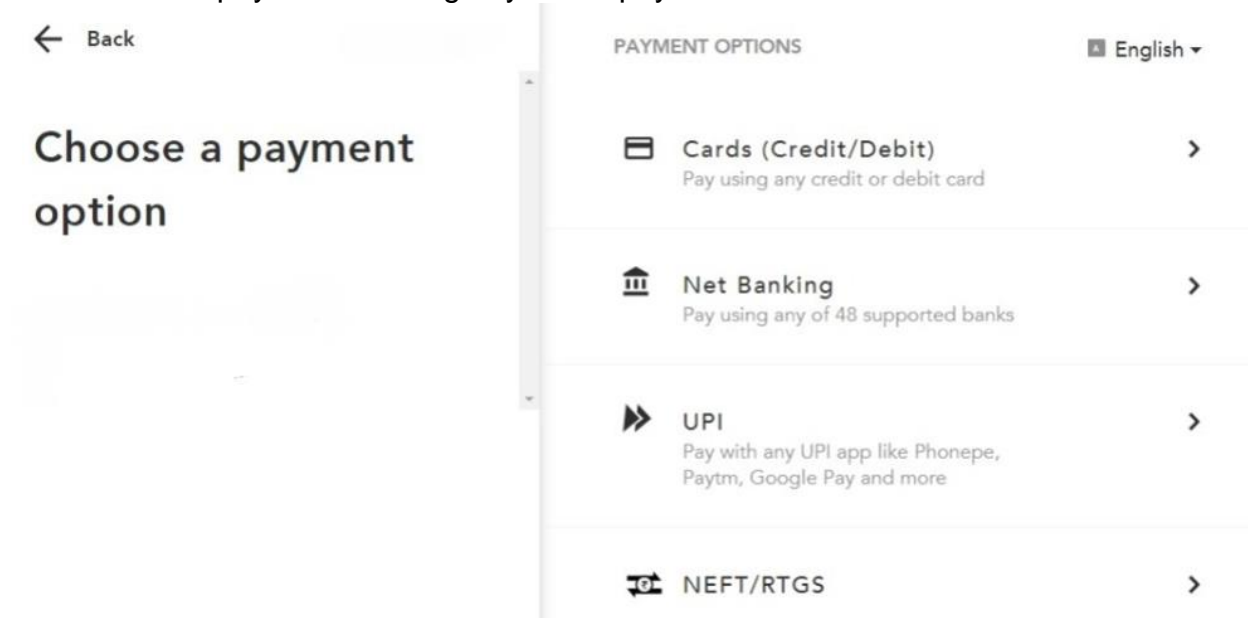 Back
Choose a payment
option
PAYMENT OPTIONS
English
Cards (Credit/Debit)
Pay using any credit or debit card
Net Banking
Pay using any of 48 supported banks
UPI
Pay with any UPI app like Phonepe,
Paytm, Google Pay and more
NEFT/RTGS